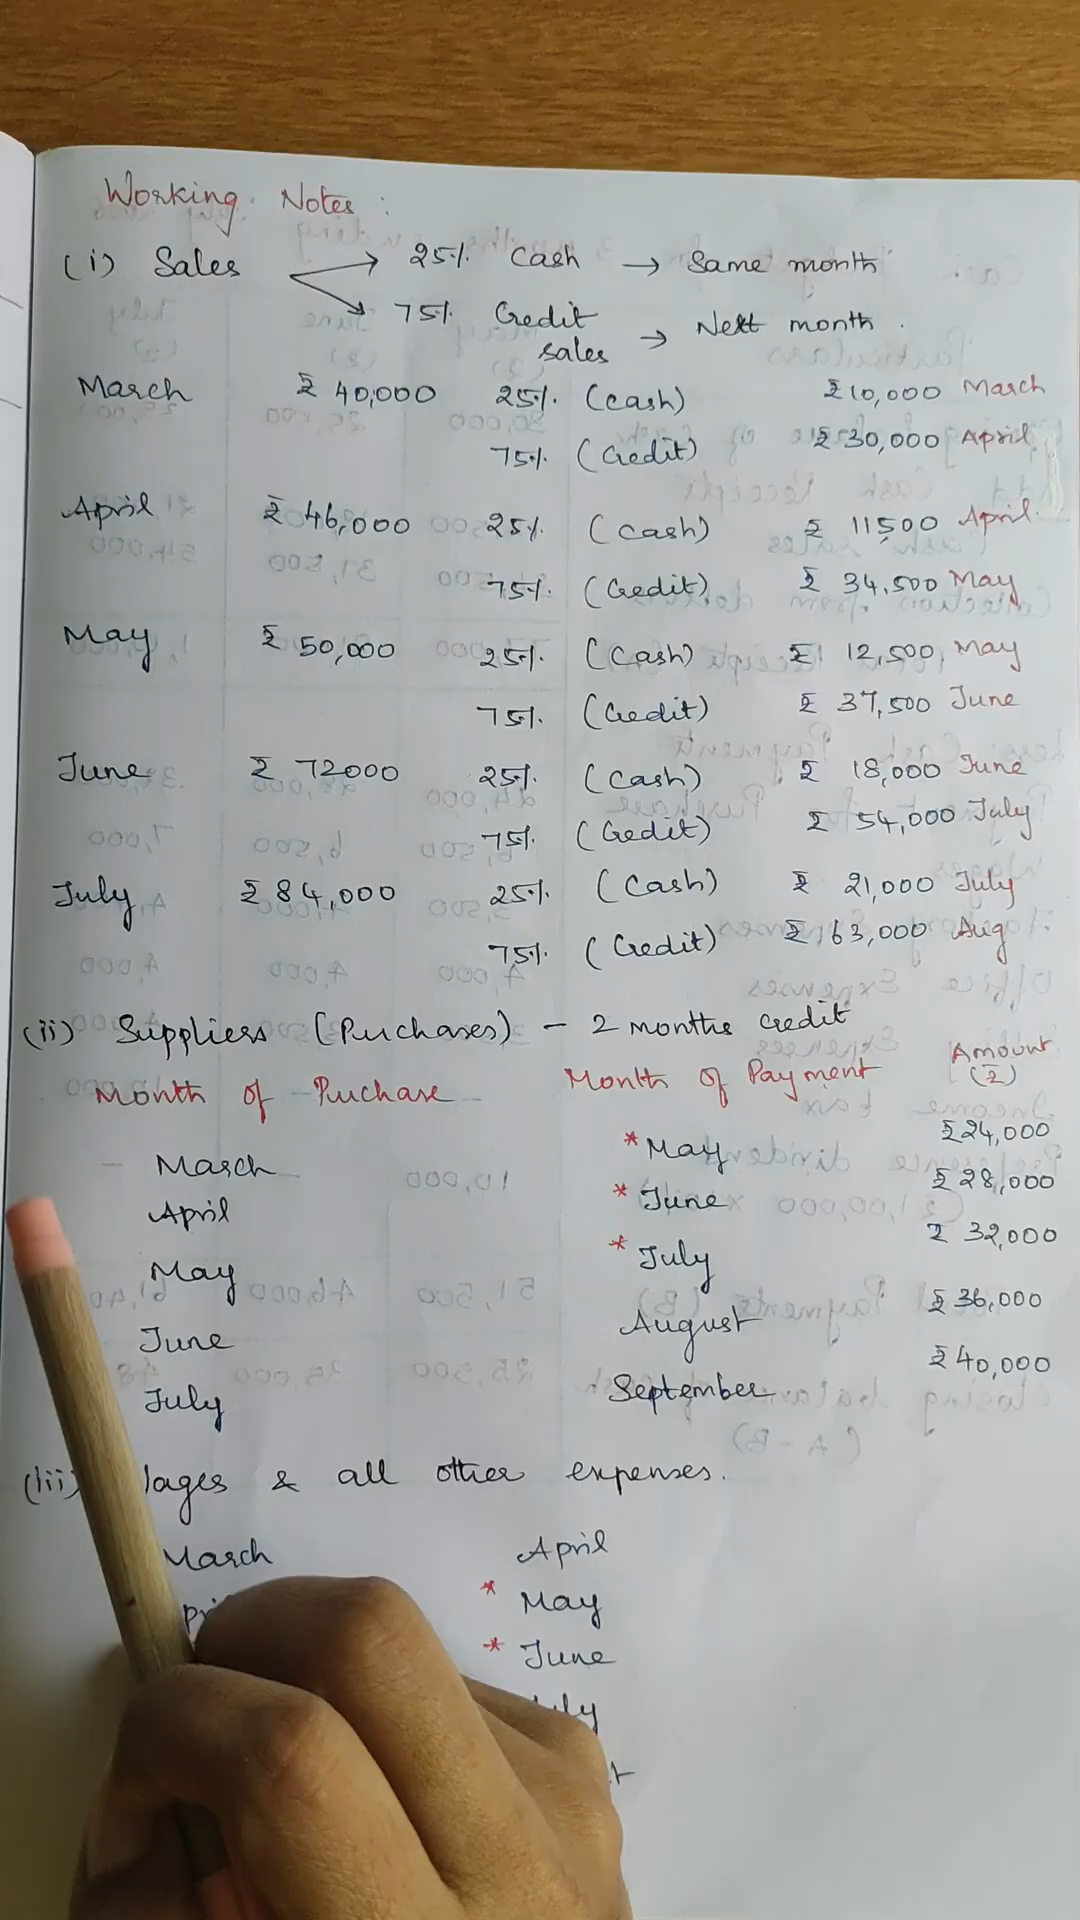 Working Notes :
(i) Sales → 25% Cash → Same month
→ 75% Credit sales → Next month.
March ₹ 40,000 25% (Cash) ₹10,000 March
75% (Credit) ₹ 30,000 April
April ₹ 46,000 25% (Cash) ₹ 11,500 April
75% (Credit) ₹ 34,500 May
May ₹ 50,000 25% (Cash) ₹ 12,500 May
75% (Credit) ₹ 37,500 June
June ₹ 72000 25% (Cash) ₹ 18,000 June
75% (Credit) ₹ 54,000 July
July ₹ 84,000 25% (Cash) ₹ 21,000 July
75% (Credit) ₹ 63,000 Aug
(ii) Suppliers (Purchases) - 2 months credit
Month of Purchase Month of Payment Amount (₹)
March * May ₹24,000
April * June ₹ 28,000
May * July ₹ 32,000
June August ₹ 36,000
July September ₹ 40,000
(iii) & all other expenses.
March April
* May
* June